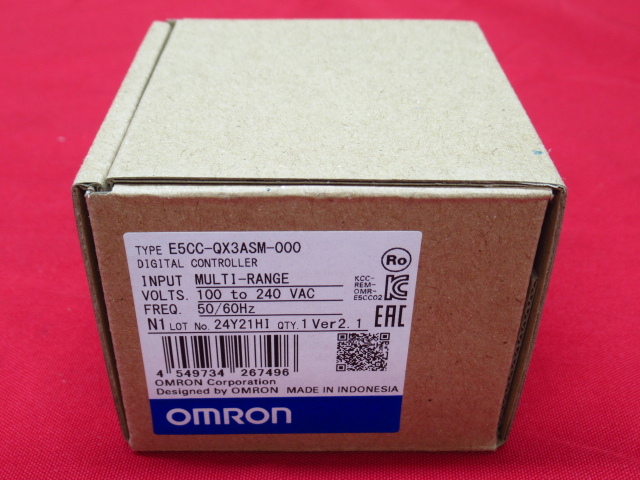 TYPE E5CC-QX3ASM-000
DIGITAL CONTROLLER
INPUT MULTI-RANGE
VOLTS. 100 to 240 VAC
FREQ. 50/60Hz
N1 LOT No. 24Y21HI QTY. 1 Ver2. 1
Ro
KCC-
REM-
OMR-
E5CC02
EAC
4 549734 267496
OMRON Corporation
Designed by OMRON MADE IN INDONESIA
OMRON